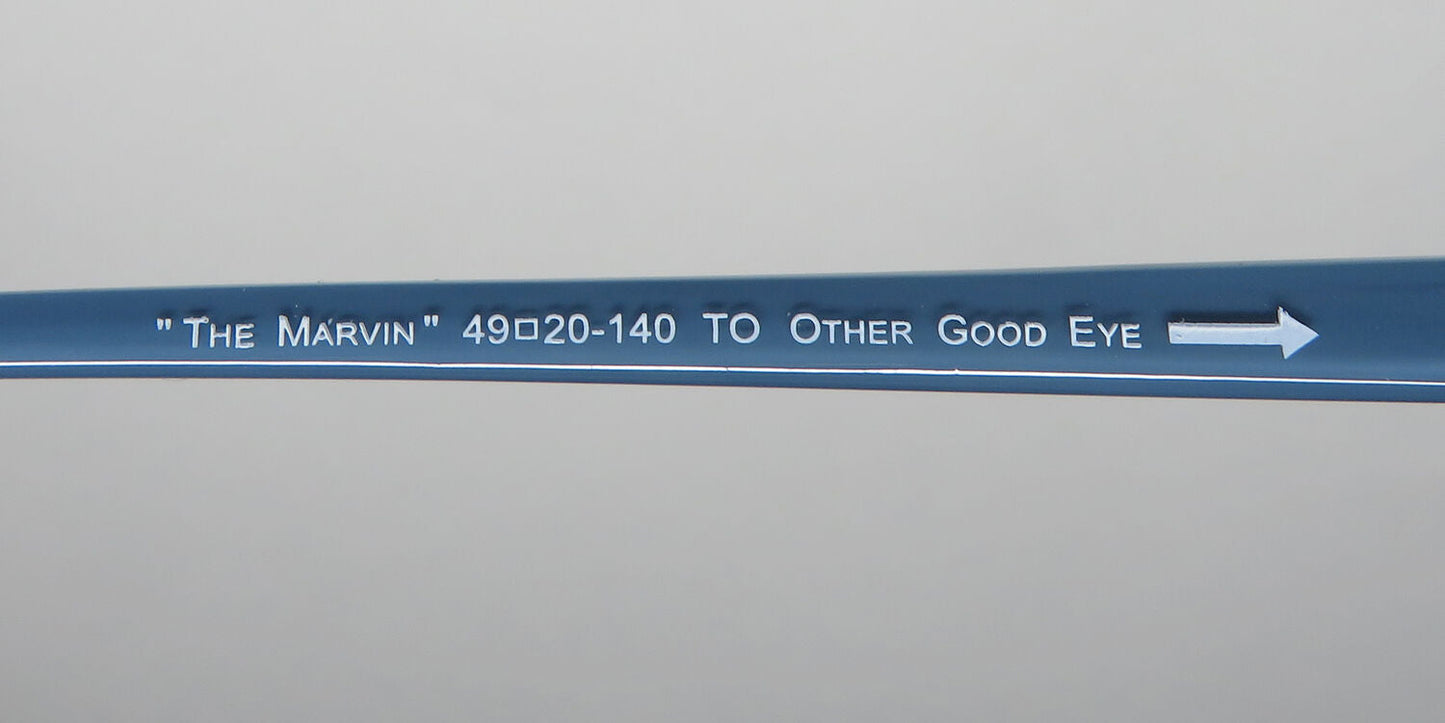 "THE MARVIN" 49□20-140 TO OTHER GOOD EYE →